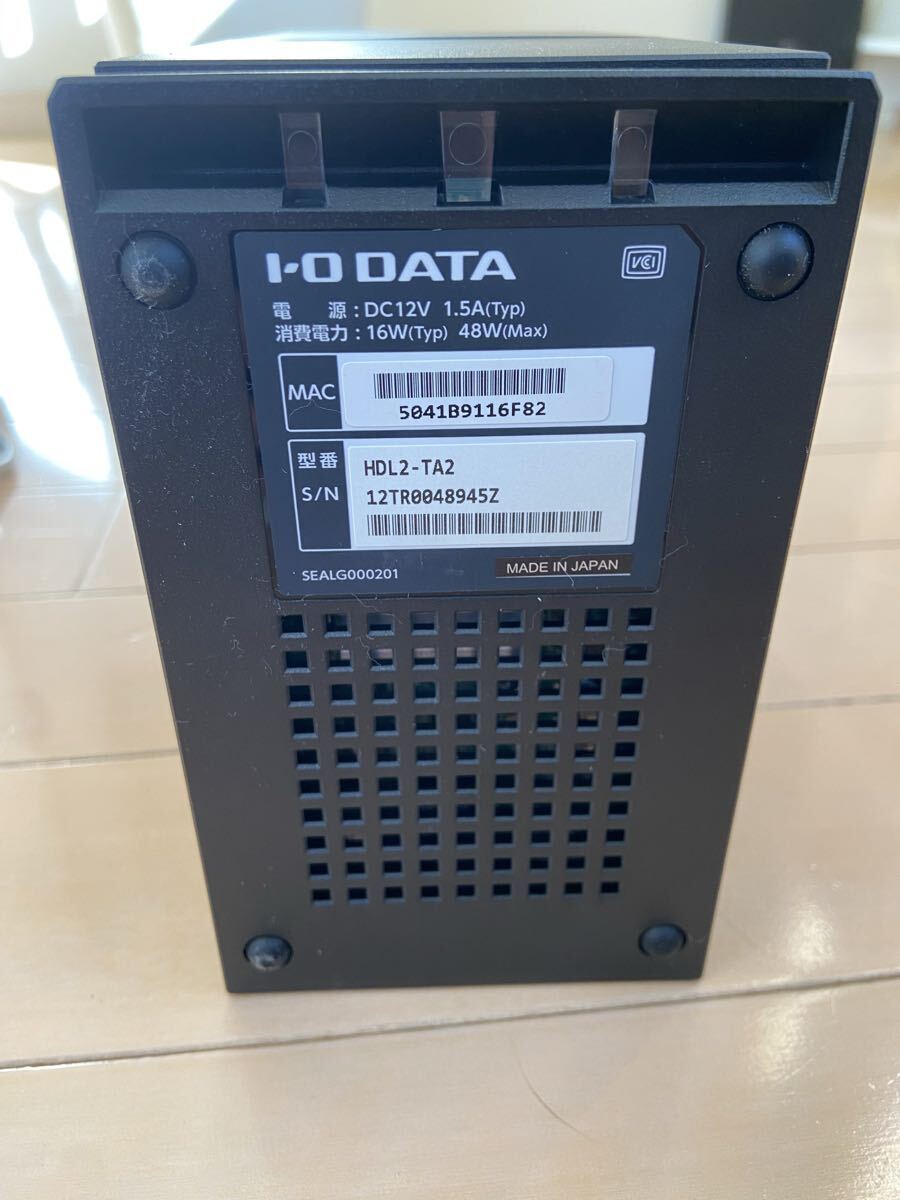 I-O DATA
VCI
電　源：DC12V 1.5A(Typ)
消費電力：16W(Typ) 48W(Max)
MAC
5041B9116F82
型番 HDL2-TA2
S/N 12TR0048945Z
SEALG000201 MADE IN JAPAN